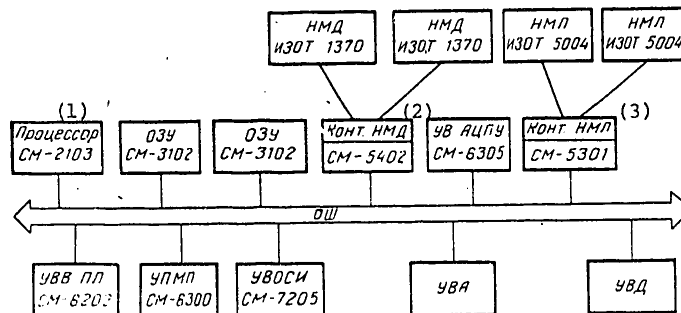 НМД
ИЗОТ 1370
НМД
ИЗОТ 1370
НМЛ
ИЗОТ 5004
НМЛ
ИЗОТ 5004
(1)
(2)
(3)
Процессор
СМ-2103
ОЗУ
СМ-3102
ОЗУ
СМ-3102
Конт. НМД
СМ-5402
УВ АЦПУ
СМ-6305
Конт. НМЛ
СМ-5301
ОШ
УВВ ПЛ
СМ-6203
УПМП
СМ-6300
УВОСИ
СМ-7205
УВА
УВД